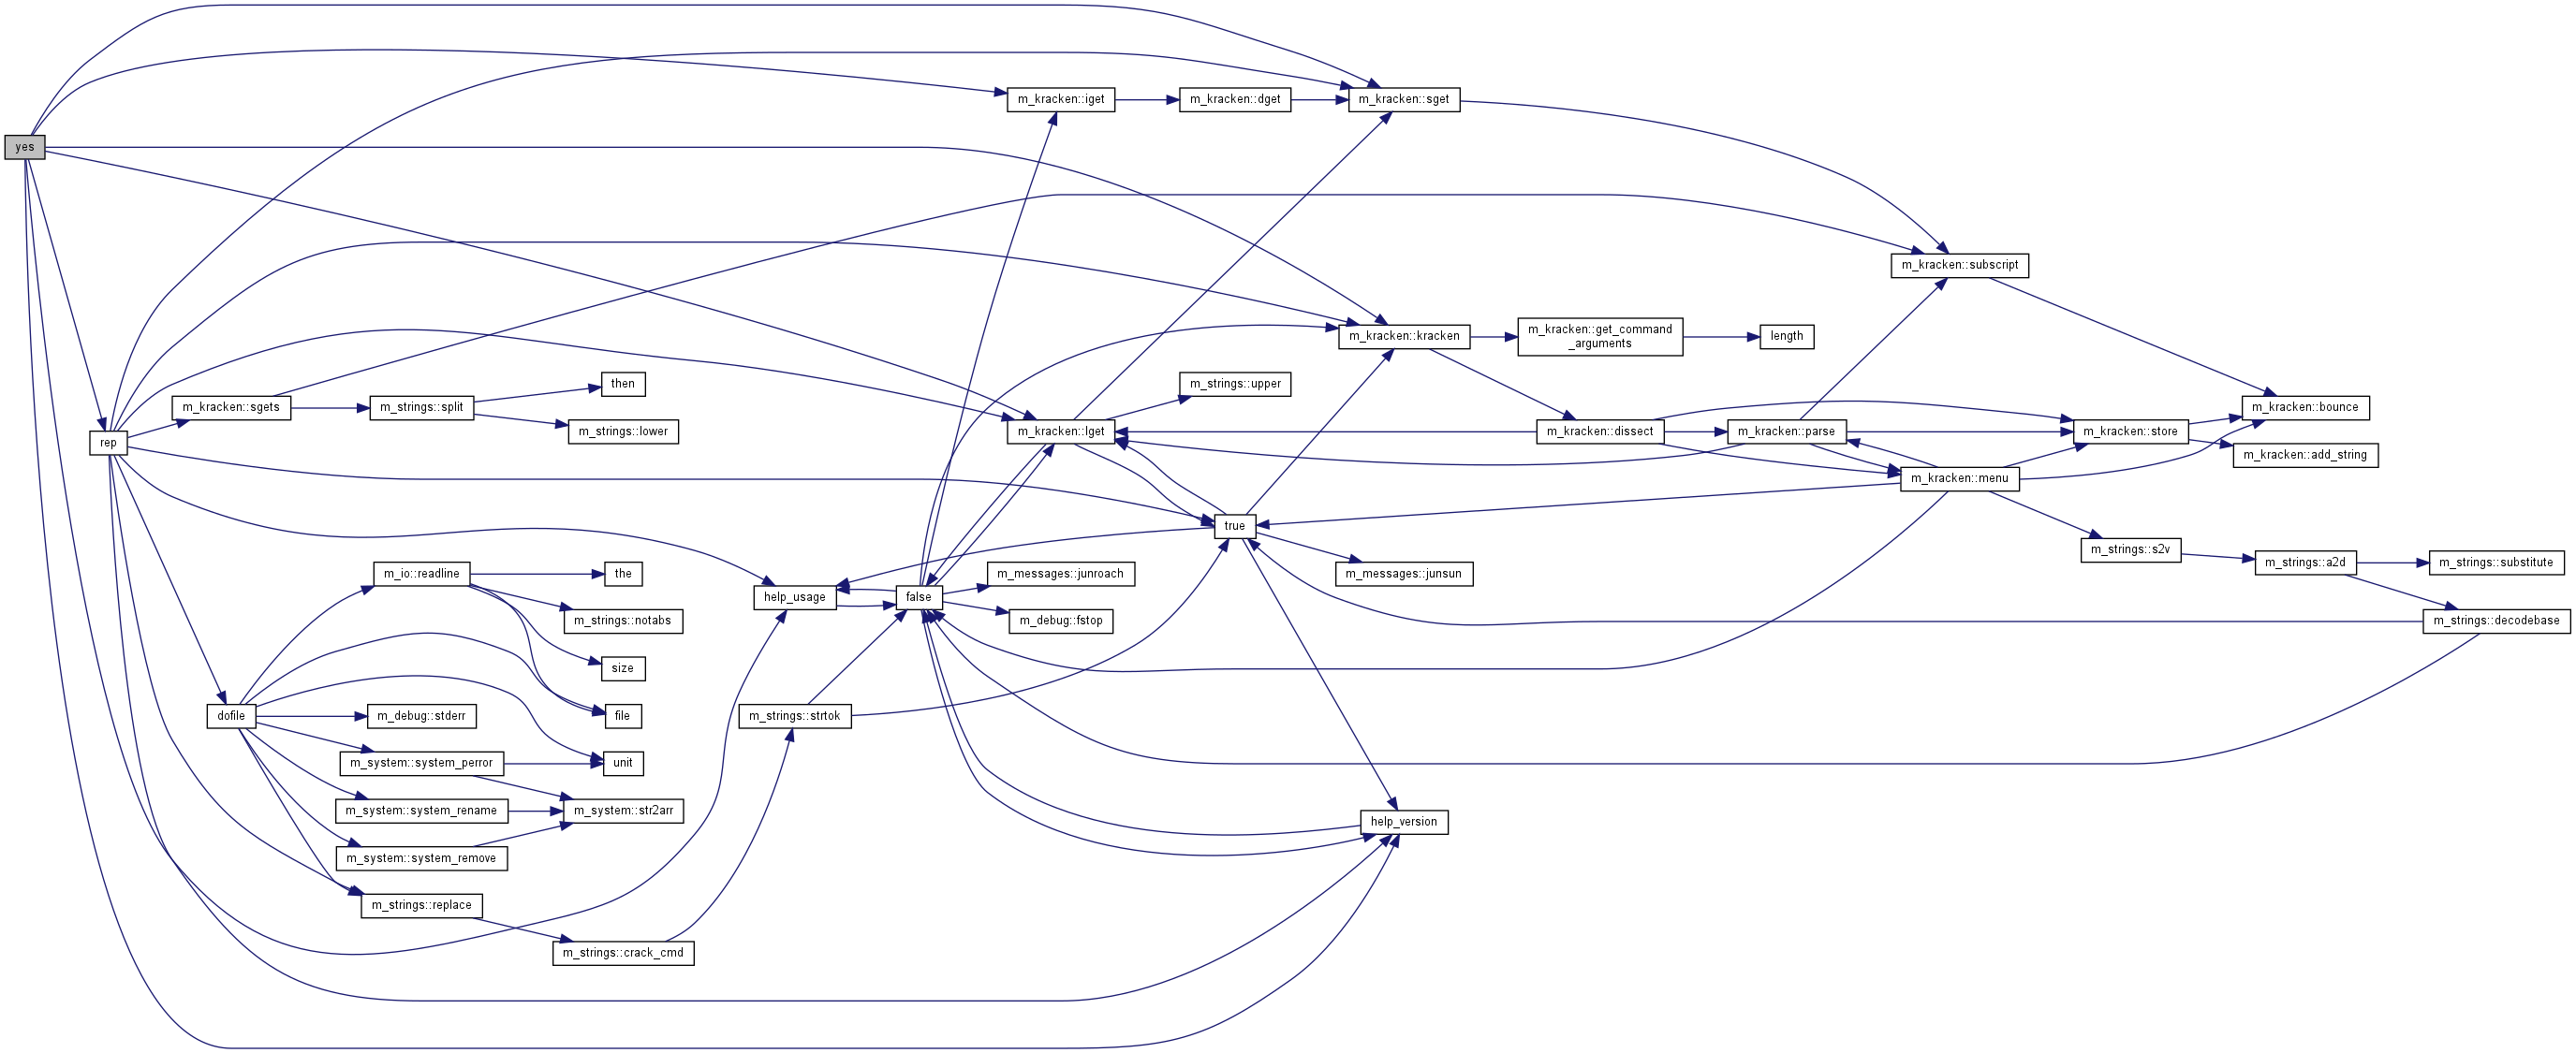 yes
rep
m_kracken::sgets
dofile
m_strings::split
m_io::readline
m_debug::stderr
m_system::system_perror
m_system::system_rename
m_system::system_remove
m_strings::replace
then
m_strings::lower
the
m_strings::notabs
size
file
unit
m_system::str2arr
m_strings::crack_cmd
help_usage
m_strings::strtok
false
m_kracken::iget
m_kracken::lget
m_messages::junroach
m_debug::fstop
m_kracken::dget
m_strings::upper
true
m_kracken::sget
m_kracken::kracken
m_messages::junsun
help_version
m_kracken::get_command
_arguments
m_kracken::dissect
length
m_kracken::parse
m_kracken::subscript
m_kracken::menu
m_kracken::store
m_strings::s2v
m_kracken::bounce
m_kracken::add_string
m_strings::a2d
m_strings::substitute
m_strings::decodebase